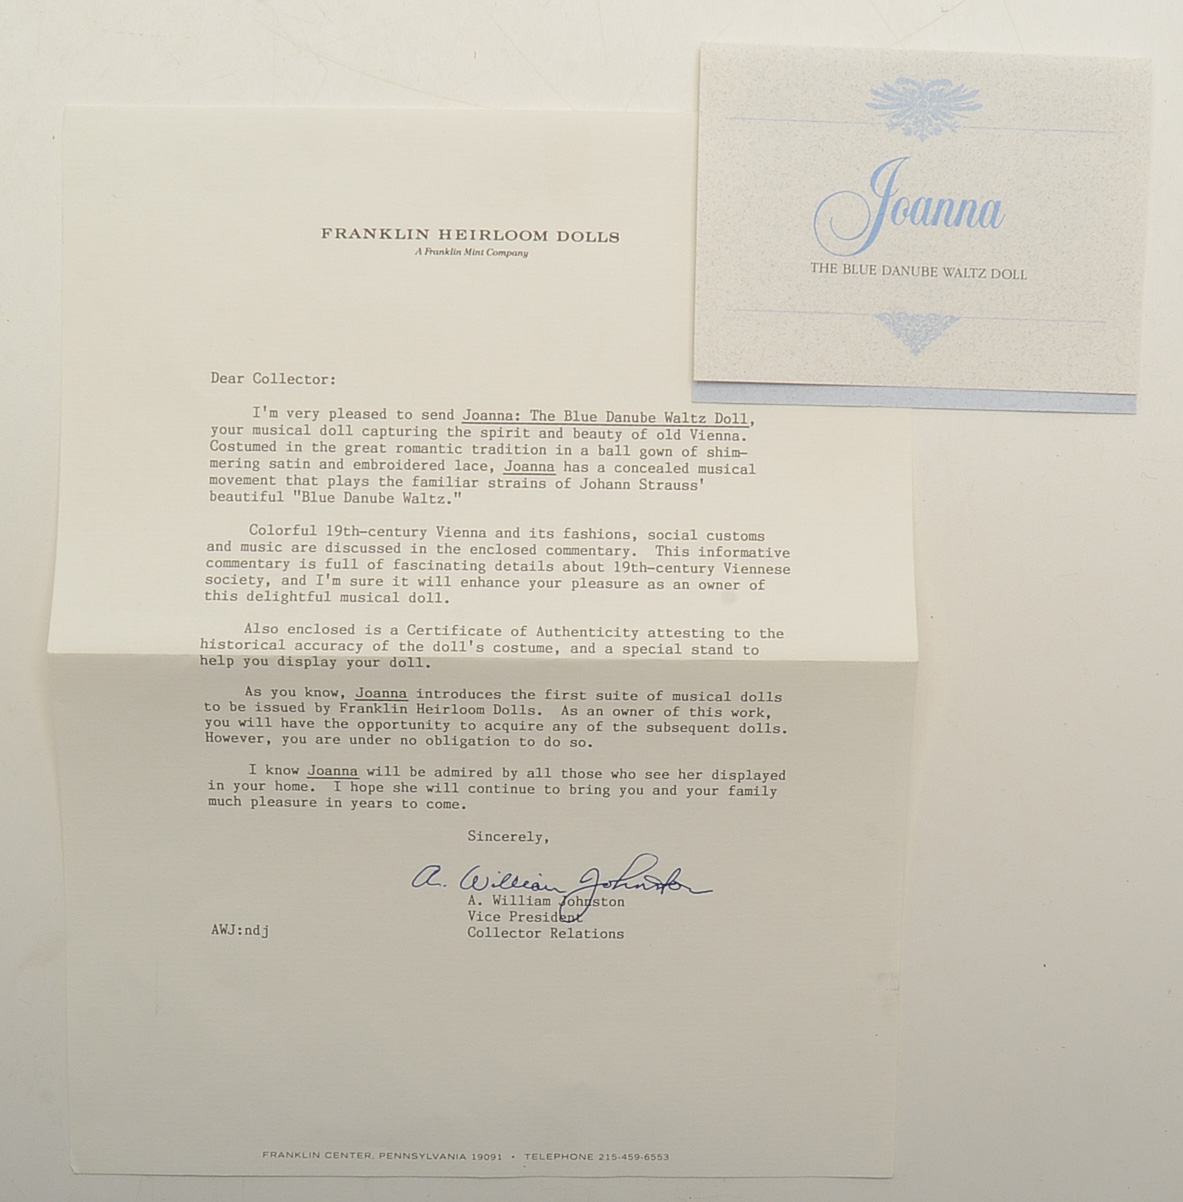 FRANKLIN HEIRLOOM DOLLS
A Franklin Mint Company
Joanna
THE BLUE DANUBE WALTZ DOLL
Dear Collector:
I'm very pleased to send Joanna: The Blue Danube Waltz Doll,
your musical doll capturing the spirit and beauty of old Vienna.
Costumed in the great romantic tradition in a ball gown of shim-
mering satin and embroidered lace, Joanna has a concealed musical
movement that plays the familiar strains of Johann Strauss'
beautiful "Blue Danube Waltz."
Colorful 19th-century Vienna and its fashions, social customs
and music are discussed in the enclosed commentary. This informative
commentary is full of fascinating details about 19th-century Viennese
society, and I'm sure it will enhance your pleasure as an owner of
this delightful musical doll.
Also enclosed is a Certificate of Authenticity attesting to the
historical accuracy of the doll's costume, and a special stand to
help you display your doll.
As you know, Joanna introduces the first suite of musical dolls
to be issued by Franklin Heirloom Dolls. As an owner of this work,
you will have the opportunity to acquire any of the subsequent dolls.
However, you are under no obligation to do so.
I know Joanna will be admired by all those who see her displayed
in your home. I hope she will continue to bring you and your family
much pleasure in years to come.
Sincerely,
A. William Johnston
A. William Johnston
Vice President
AWJ:ndj
Collector Relations
FRANKLIN CENTER, PENNSYLVANIA 19091 • TELEPHONE 215-459-6553